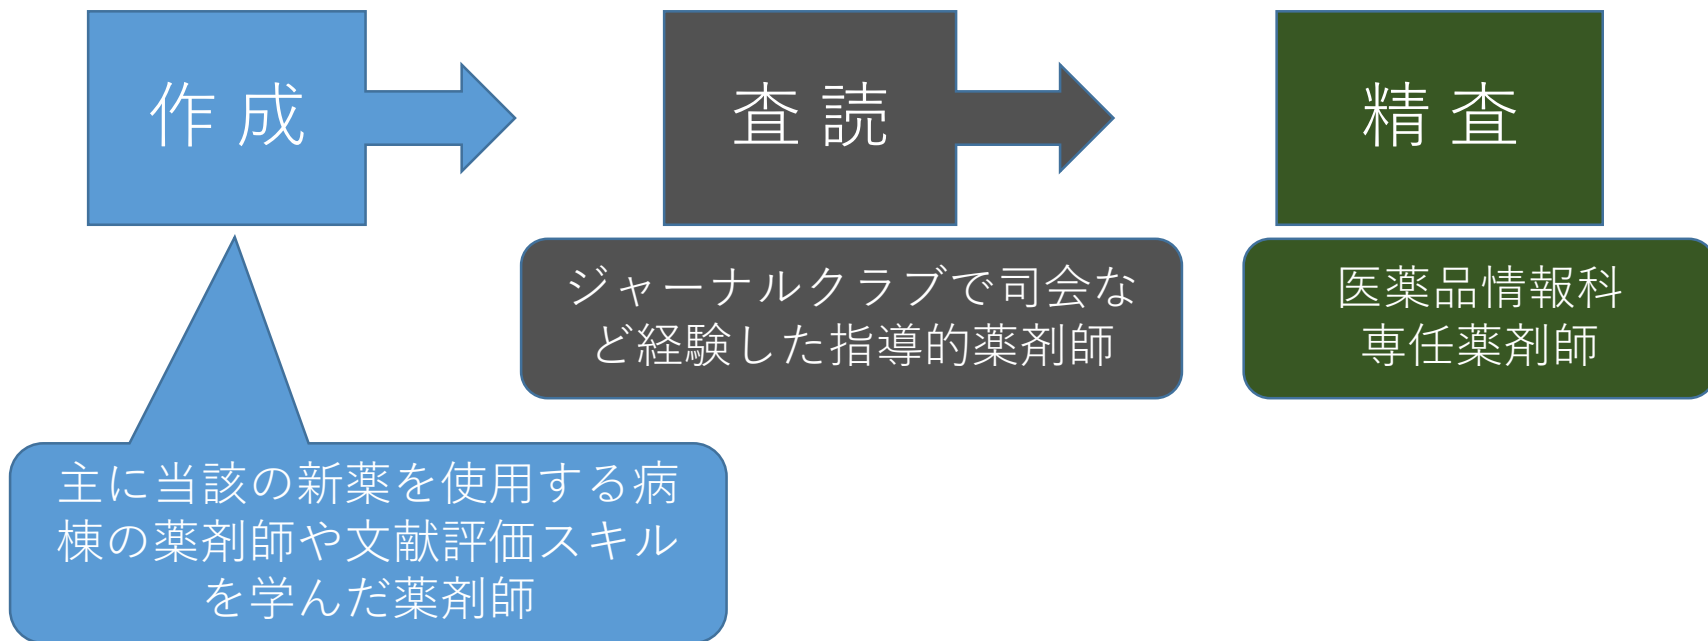 作 成
査 読
精 査
ジャーナルクラブで司会な
ど経験した指導的薬剤師
医薬品情報科
専任薬剤師
主に当該の新薬を使用する病
棟の薬剤師や文献評価スキル
を学んだ薬剤師